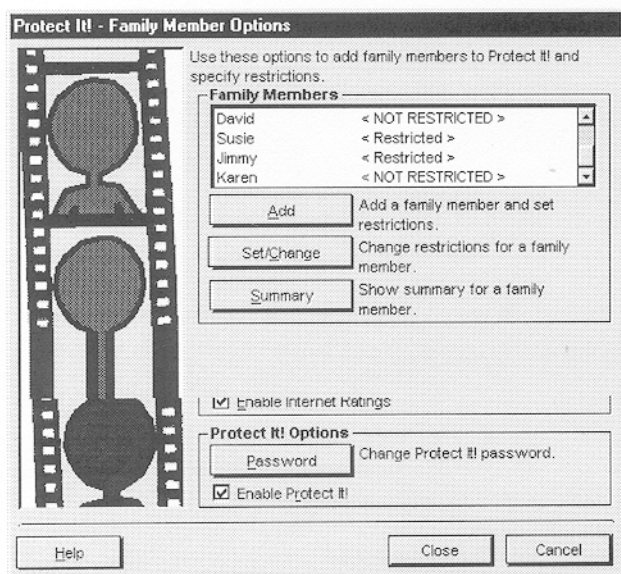 Protect It! - Family Member Options
Use these options to add family members to Protect It! and
specify restrictions.
Family Members
David < NOT RESTRICTED >
Susie < Restricted >
Jimmy < Restricted >
Karen < NOT RESTRICTED >
Add
Add a family member and set
restrictions.
Set/Change
Change restrictions for a family
member.
Summary
Show summary for a family
member.
Enable Internet Ratings
Protect It! Options
Password
Change Protect It! password.
Enable Protect It!
Help
Close
Cancel